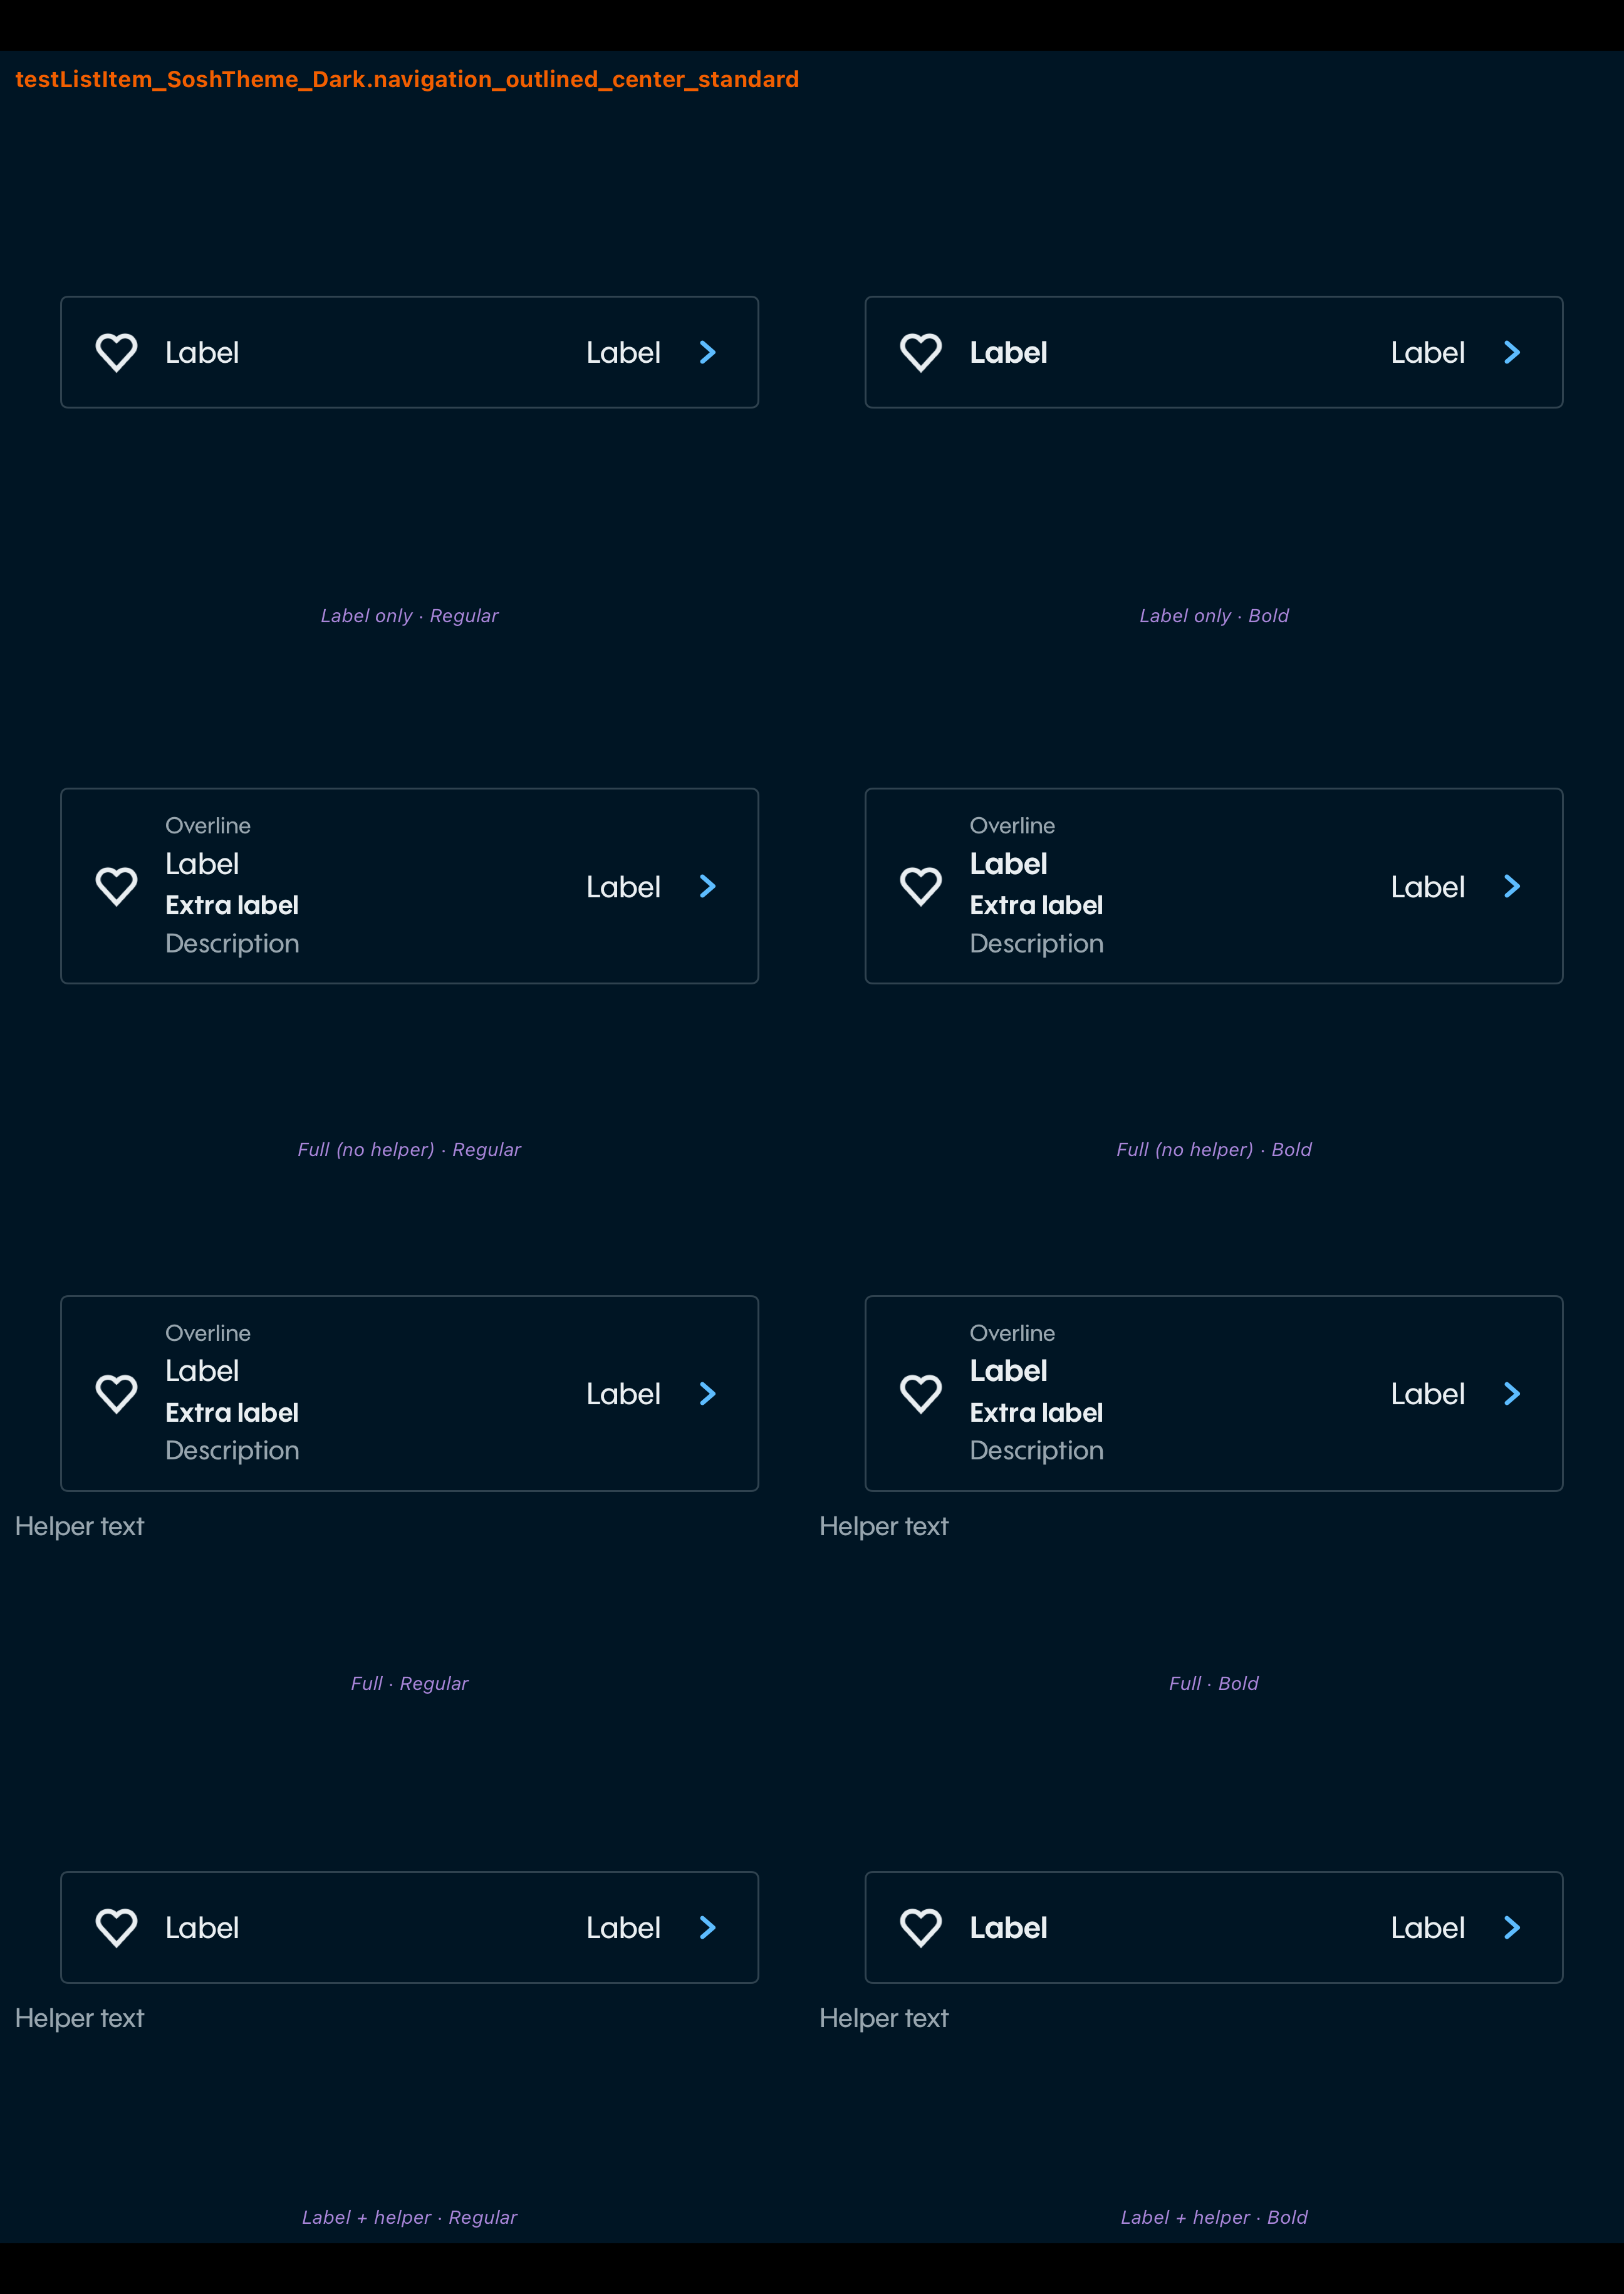 testListItem_SoshTheme_Dark.navigation_outlined_center_standard
Label Label
Label Label
Label only · Regular
Label only · Bold
Overline
Label
Extra label
Description
Label
Overline
Label
Extra label
Description
Label
Full (no helper) · Regular
Full (no helper) · Bold
Overline
Label
Extra label
Description
Label
Helper text
Overline
Label
Extra label
Description
Label
Helper text
Full · Regular
Full · Bold
Label Label
Helper text
Label Label
Helper text
Label + helper · Regular
Label + helper · Bold